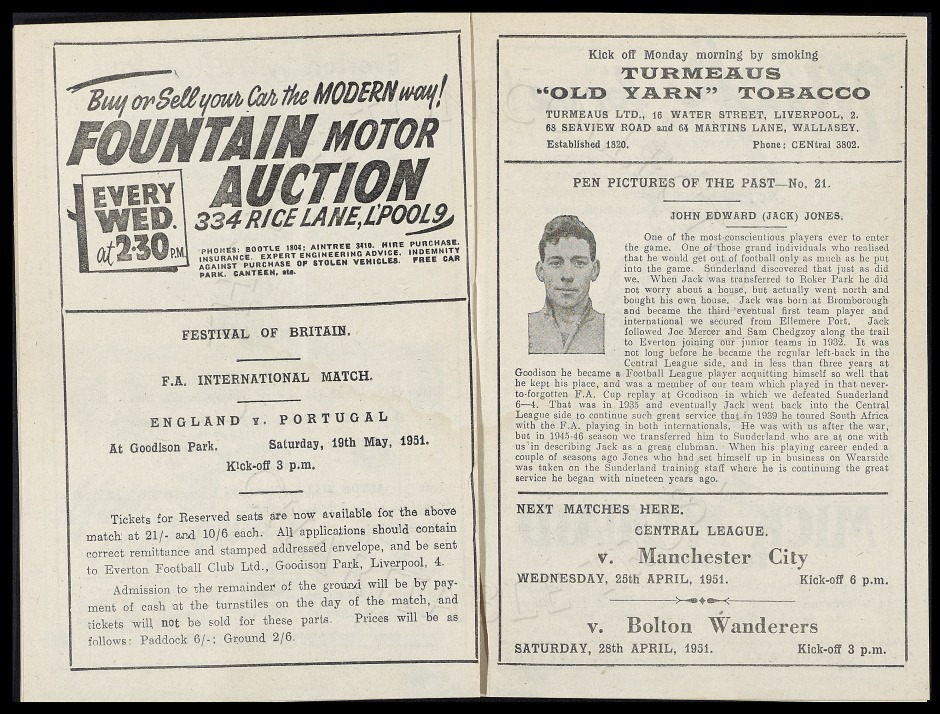 Buy or Sell your Car the MODERN way!
FOUNTAIN MOTOR
AUCTION
EVERY
WED.
at 2·30 P.M.
334 RICE LANE, L'POOL 9
'PHONES: BOOTLE 1804; AINTREE 3410. HIRE PURCHASE.
INSURANCE. EXPERT ENGINEERING ADVICE. INDEMNITY
AGAINST PURCHASE OF STOLEN VEHICLES. FREE CAR
PARK. CANTEEN, etc.
FESTIVAL OF BRITAIN.
F.A. INTERNATIONAL MATCH.
ENGLAND v. PORTUGAL
At Goodison Park. Saturday, 19th May, 1951.
Kick-off 3 p.m.
Tickets for Reserved seats are now available for the above
match at 21/- and 10/6 each. All applications should contain
correct remittance and stamped addressed envelope, and be sent
to Everton Football Club Ltd., Goodison Park, Liverpool, 4.
Admission to the remainder of the ground will be by pay-
ment of cash at the turnstiles on the day of the match, and
tickets will not be sold for these parts. Prices will be as
follows: Paddock 6/-; Ground 2/6.
Kick off Monday morning by smoking
TURMEAUS
"OLD YARN" TOBACCO
TURMEAUS LTD., 16 WATER STREET, LIVERPOOL, 2.
68 SEAVIEW ROAD and 64 MARTINS LANE, WALLASEY.
Established 1820. Phone: CENtral 3802.
PEN PICTURES OF THE PAST—No. 21.
JOHN EDWARD (JACK) JONES.
One of the most conscientious players ever to enter
the game. One of those grand individuals who realised
that he would get out of football only as much as he put
into the game. Sunderland discovered that just as did
we. When Jack was transferred to Roker Park he did
not worry about a house, but actually went north and
bought his own house. Jack was born at Bromborough
and became the third eventual first team player and
international we secured from Ellemere Port. Jack
followed Joe Mercer and Sam Chedgzoy along the trail
to Everton joining our junior teams in 1932. It was
not long before he became the regular left-back in the
Central League side, and in less than three years at
Goodison he became a Football League player acquitting himself so well that
he kept his place, and was a member of our team which played in that never-
to-forgotten F.A. Cup replay at Goodison in which we defeated Sunderland
6—4. That was in 1935 and eventually Jack went back into the Central
League side to continue such great service that in 1939 he toured South Africa
with the F.A. playing in both internationals. He was with us after the war,
but in 1945-46 season we transferred him to Sunderland who are at one with
us in describing Jack as a great clubman. When his playing career ended a
couple of seasons ago Jones who had set himself up in business on Wearside
was taken on the Sunderland training staff where he is continuing the great
service he began with nineteen years ago.
NEXT MATCHES HERE.
CENTRAL LEAGUE.
v. Manchester City
WEDNESDAY, 25th APRIL, 1951. Kick-off 6 p.m.
v. Bolton Wanderers
SATURDAY, 28th APRIL, 1951. Kick-off 3 p.m.